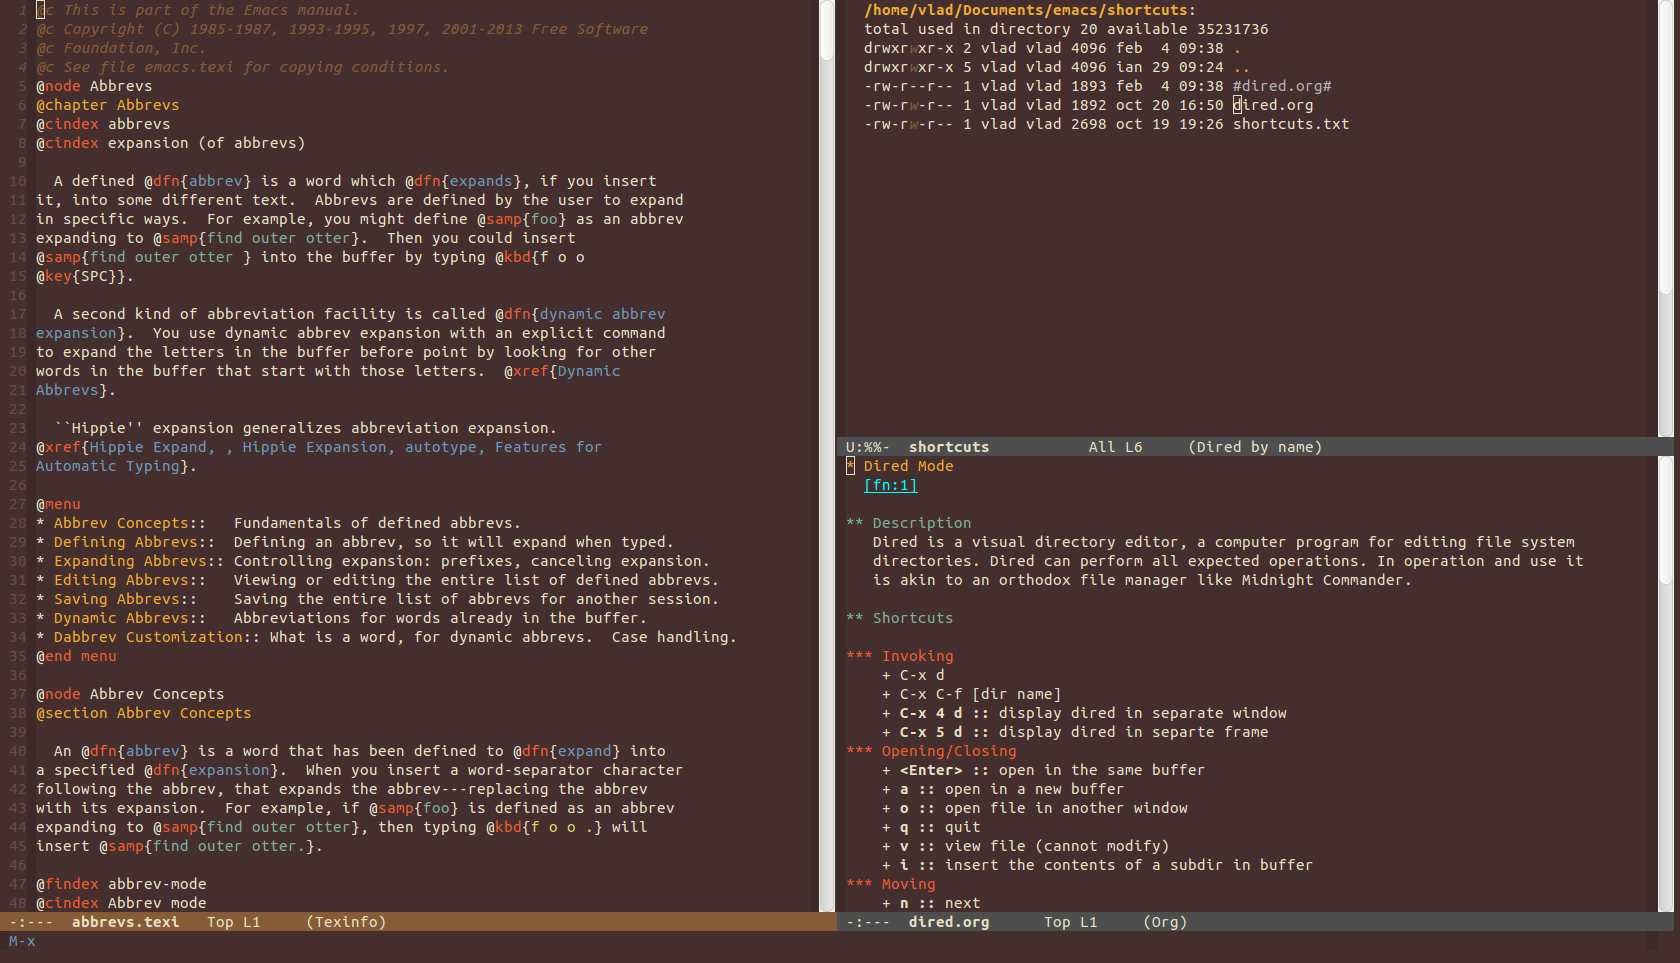 1 @c This is part of the Emacs manual.
2 @c Copyright (C) 1985-1987, 1993-1995, 1997, 2001-2013 Free Software
3 @c Foundation, Inc.
4 @c See file emacs.texi for copying conditions.
5 @node Abbrevs
6 @chapter Abbrevs
7 @cindex abbrevs
8 @cindex expansion (of abbrevs)
9
10   A defined @dfn{abbrev} is a word which @dfn{expands}, if you insert
11 it, into some different text.  Abbrevs are defined by the user to expand
12 in specific ways.  For example, you might define @samp{foo} as an abbrev
13 expanding to @samp{find outer otter}.  Then you could insert
14 @samp{find outer otter } into the buffer by typing @kbd{f o o
15 @key{SPC}}.
16
17   A second kind of abbreviation facility is called @dfn{dynamic abbrev
18 expansion}.  You use dynamic abbrev expansion with an explicit command
19 to expand the letters in the buffer before point by looking for other
20 words in the buffer that start with those letters.  @xref{Dynamic
21 Abbrevs}.
22
23   ``Hippie'' expansion generalizes abbreviation expansion.
24 @xref{Hippie Expand, , Hippie Expansion, autotype, Features for
25 Automatic Typing}.
26
27 @menu
28 * Abbrev Concepts::   Fundamentals of defined abbrevs.
29 * Defining Abbrevs::  Defining an abbrev, so it will expand when typed.
30 * Expanding Abbrevs:: Controlling expansion: prefixes, canceling expansion.
31 * Editing Abbrevs::   Viewing or editing the entire list of defined abbrevs.
32 * Saving Abbrevs::    Saving the entire list of abbrevs for another session.
33 * Dynamic Abbrevs::   Abbreviations for words already in the buffer.
34 * Dabbrev Customization:: What is a word, for dynamic abbrevs.  Case handling.
35 @end menu
36
37 @node Abbrev Concepts
38 @section Abbrev Concepts
39
40   An @dfn{abbrev} is a word that has been defined to @dfn{expand} into
41 a specified @dfn{expansion}.  When you insert a word-separator character
42 following the abbrev, that expands the abbrev---replacing the abbrev
43 with its expansion.  For example, if @samp{foo} is defined as an abbrev
44 expanding to @samp{find outer otter}, then typing @kbd{f o o .} will
45 insert @samp{find outer otter.}.
46
47 @findex abbrev-mode
48 @cindex Abbrev mode
-:---  abbrevs.texi   Top L1     (Texinfo)
M-x
/home/vlad/Documents/emacs/shortcuts:
total used in directory 20 available 35231736
drwxrwxr-x 2 vlad vlad 4096 feb  4 09:38 .
drwxrwxr-x 5 vlad vlad 4096 ian 29 09:24 ..
-rw-r--r-- 1 vlad vlad 1893 feb  4 09:38 #dired.org#
-rw-rw-r-- 1 vlad vlad 1892 oct 20 16:50 dired.org
-rw-rw-r-- 1 vlad vlad 2698 oct 19 19:26 shortcuts.txt
U:%%-  shortcuts           All L6     (Dired by name)
* Dired Mode
[fn:1]

** Description
Dired is a visual directory editor, a computer program for editing file system
directories. Dired can perform all expected operations. In operation and use it
is akin to an orthodox file manager like Midnight Commander.

** Shortcuts

*** Invoking
+ C-x d
+ C-x C-f [dir name]
+ C-x 4 d :: display dired in separate window
+ C-x 5 d :: display dired in separte frame
*** Opening/Closing
+ <Enter> :: open in the same buffer
+ a :: open in a new buffer
+ o :: open file in another window
+ q :: quit
+ v :: view file (cannot modify)
+ i :: insert the contents of a subdir in buffer
*** Moving
+ n :: next
-:---  dired.org      Top L1     (Org)